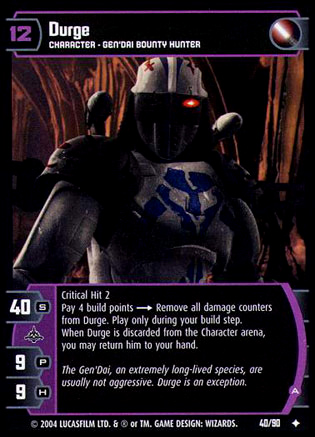 12 Durge
CHARACTER - GEN'DAI BOUNTY HUNTER
40 S
9 P
9 H
Critical Hit 2
Pay 4 build points → Remove all damage counters
from Durge. Play only during your build step.
When Durge is discarded from the Character arena,
you may return him to your hand.
The Gen'Dai, an extremely long-lived species, are
usually not aggressive. Durge is an exception.
A
© 2004 LUCASFILM LTD. & ® or TM. GAME DESIGN: WIZARDS. 40/90